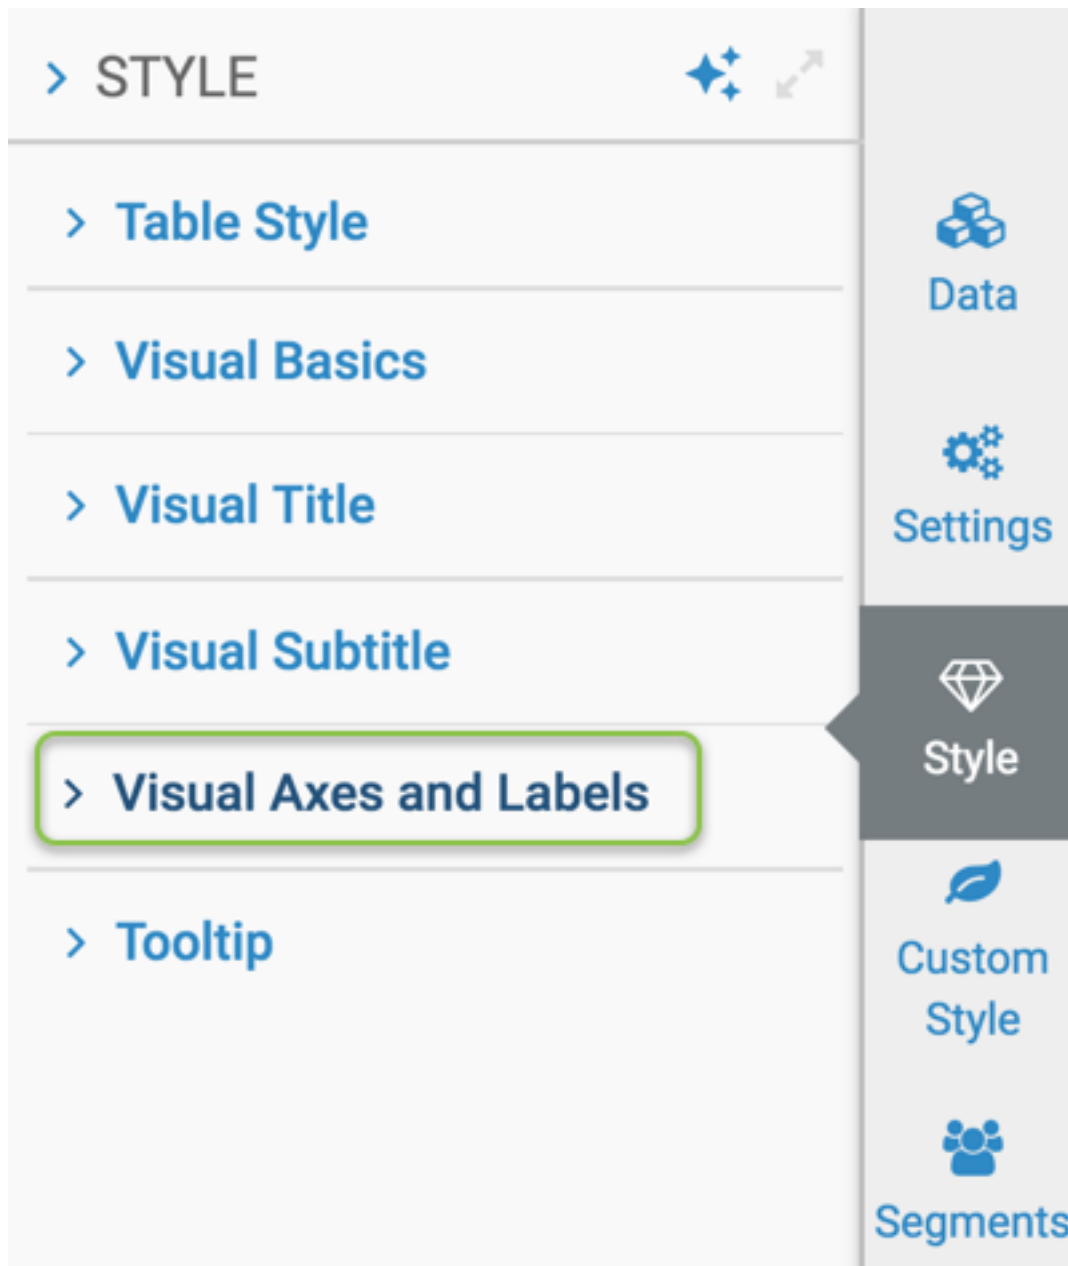 STYLE
Table Style
Visual Basics
Visual Title
Visual Subtitle
Visual Axes and Labels
Tooltip
Data
Settings
Style
Custom
Style
Segments